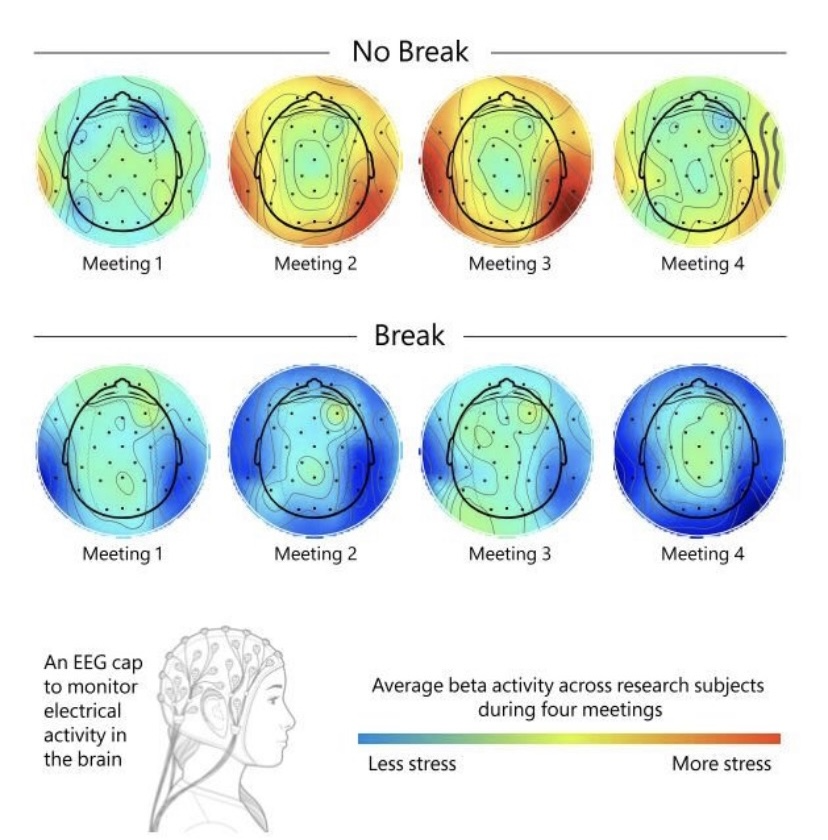 No Break
Meeting 1
Meeting 2
Meeting 3
Meeting 4
Break
Meeting 1
Meeting 2
Meeting 3
Meeting 4
An EEG cap
to monitor
electrical
activity in
the brain
Average beta activity across research subjects
during four meetings
Less stress
More stress